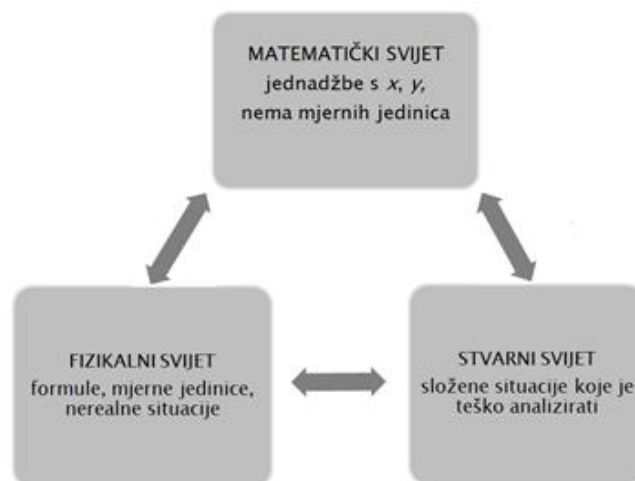 MATEMATIČKI SVIJET
jednadžbe s x, y,
nema mjernih jedinica
FIZIKALNI SVIJET
formule, mjerne jedinice,
nerealne situacije
STVARNI SVIJET
složene situacije koje je
teško analizirati